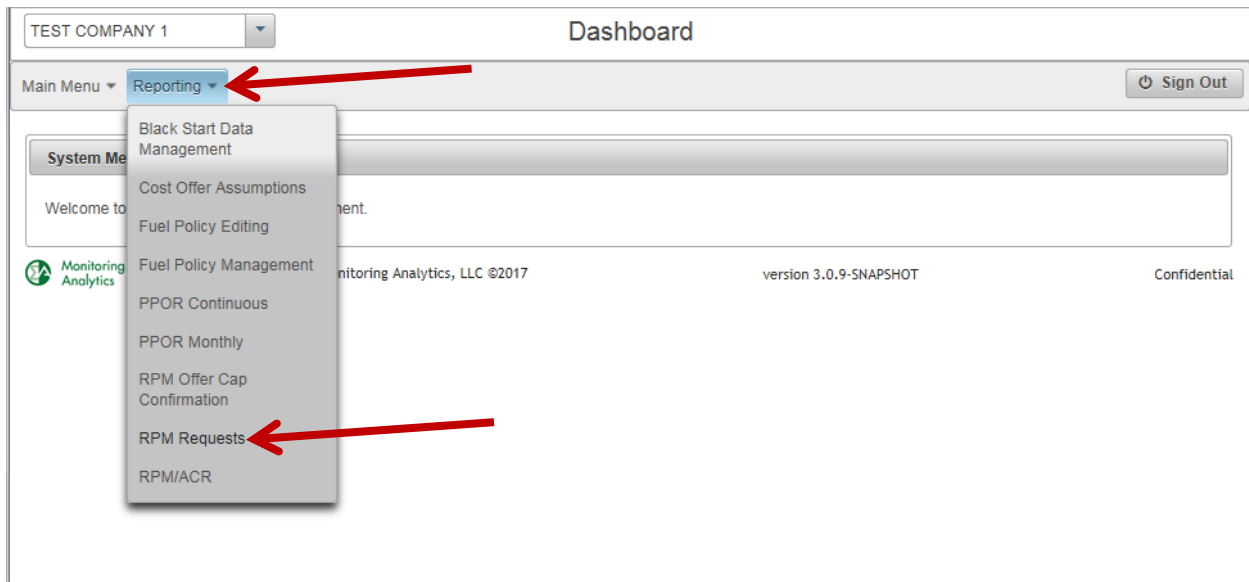 TEST COMPANY 1
Dashboard
Main Menu
Reporting
Sign Out
Black Start Data
Management
System Me
Cost Offer Assumptions
Welcome to
Fuel Policy Editing
Fuel Policy Management
Monitoring
Analytics
nitoring Analytics, LLC ©2017
version 3.0.9-SNAPSHOT
Confidential
PPOR Continuous
PPOR Monthly
RPM Offer Cap
Confirmation
RPM Requests
RPM/ACR